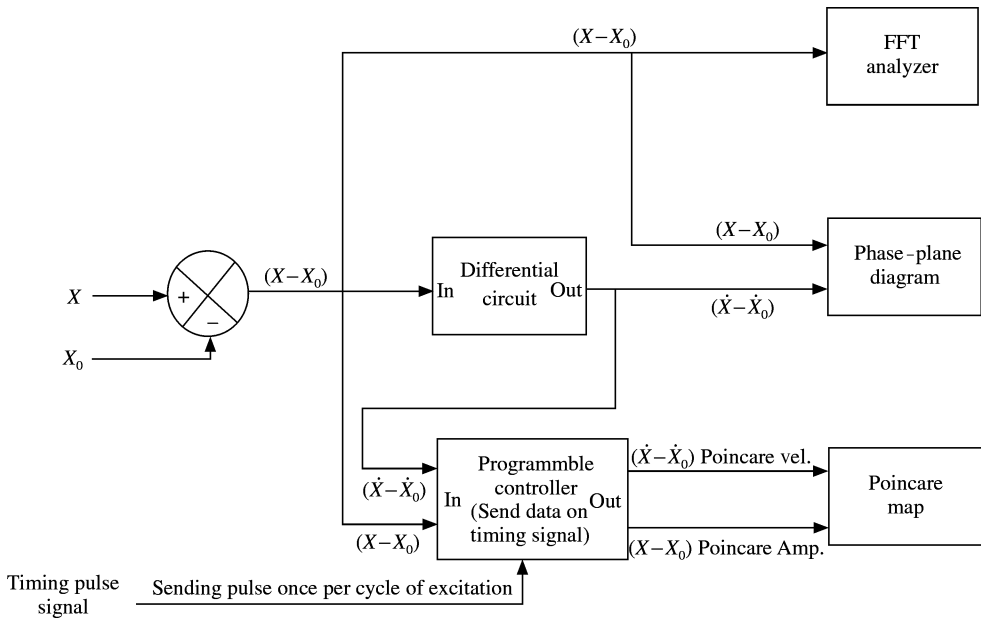 (X−X₀)
FFT
analyzer
(X−X₀)
Phase-plane
diagram
(X−X₀)
Differential
circuit
In
Out
(Ẋ−Ẋ₀)
X
+
−
X₀
(Ẋ−Ẋ₀) Poincare vel.
Programmble
controller
(Send data on
timing signal)
In
Out
Poincare
map
(Ẋ−Ẋ₀)
(X−X₀)
(X−X₀) Poincare Amp.
Timing pulse
signal
Sending pulse once per cycle of excitation